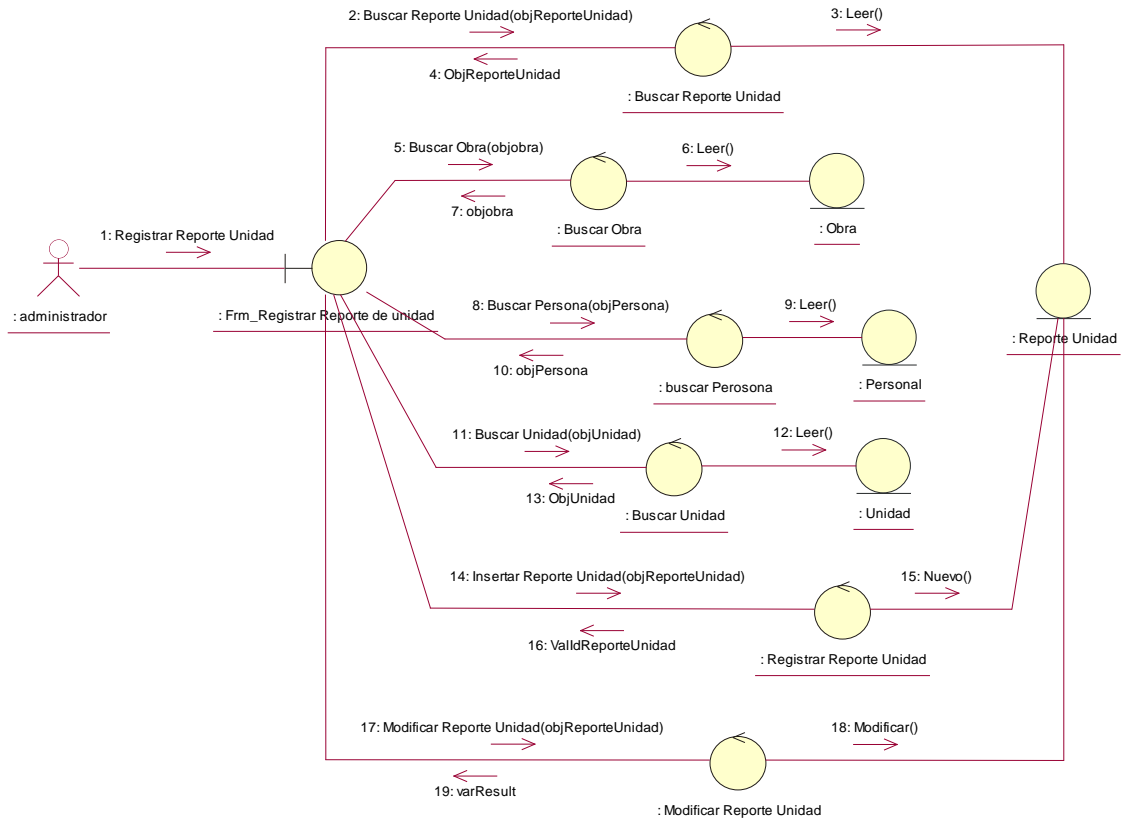 2: Buscar Reporte Unidad(objReporteUnidad)
3: Leer()
4: ObjReporteUnidad
: Buscar Reporte Unidad
5: Buscar Obra(objobra)
6: Leer()
7: objobra
: Buscar Obra
: Obra
1: Registrar Reporte Unidad
: administrador
: Frm_Registrar Reporte de unidad
8: Buscar Persona(objPersona)
9: Leer()
: Reporte Unidad
10: objPersona
: buscar Perosona
: Personal
11: Buscar Unidad(objUnidad)
12: Leer()
13: ObjUnidad
: Buscar Unidad
: Unidad
14: Insertar Reporte Unidad(objReporteUnidad)
15: Nuevo()
16: ValIdReporteUnidad
: Registrar Reporte Unidad
17: Modificar Reporte Unidad(objReporteUnidad)
18: Modificar()
19: varResult
: Modificar Reporte Unidad